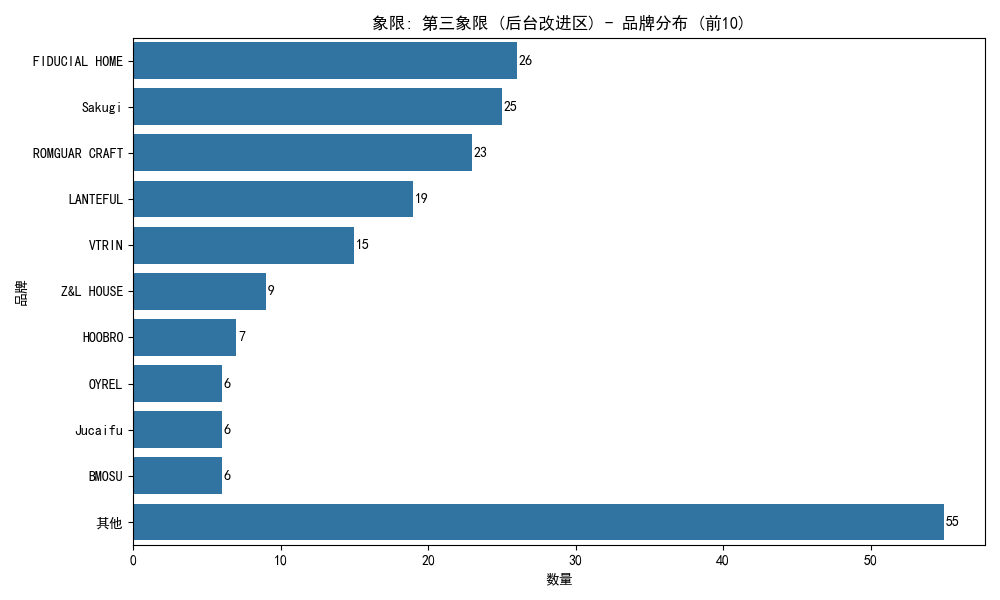 象限: 第三象限 (后台改进区) - 品牌分布 (前10)
品牌
FIDUCIAL HOME 26
Sakugi 25
ROMGUAR CRAFT 23
LANTEFUL 19
VTRIN 15
Z&L HOUSE 9
HOOBRO 7
OYREL 6
Jucaifu 6
BMOSU 6
其他 55
0 10 20 30 40 50
数量